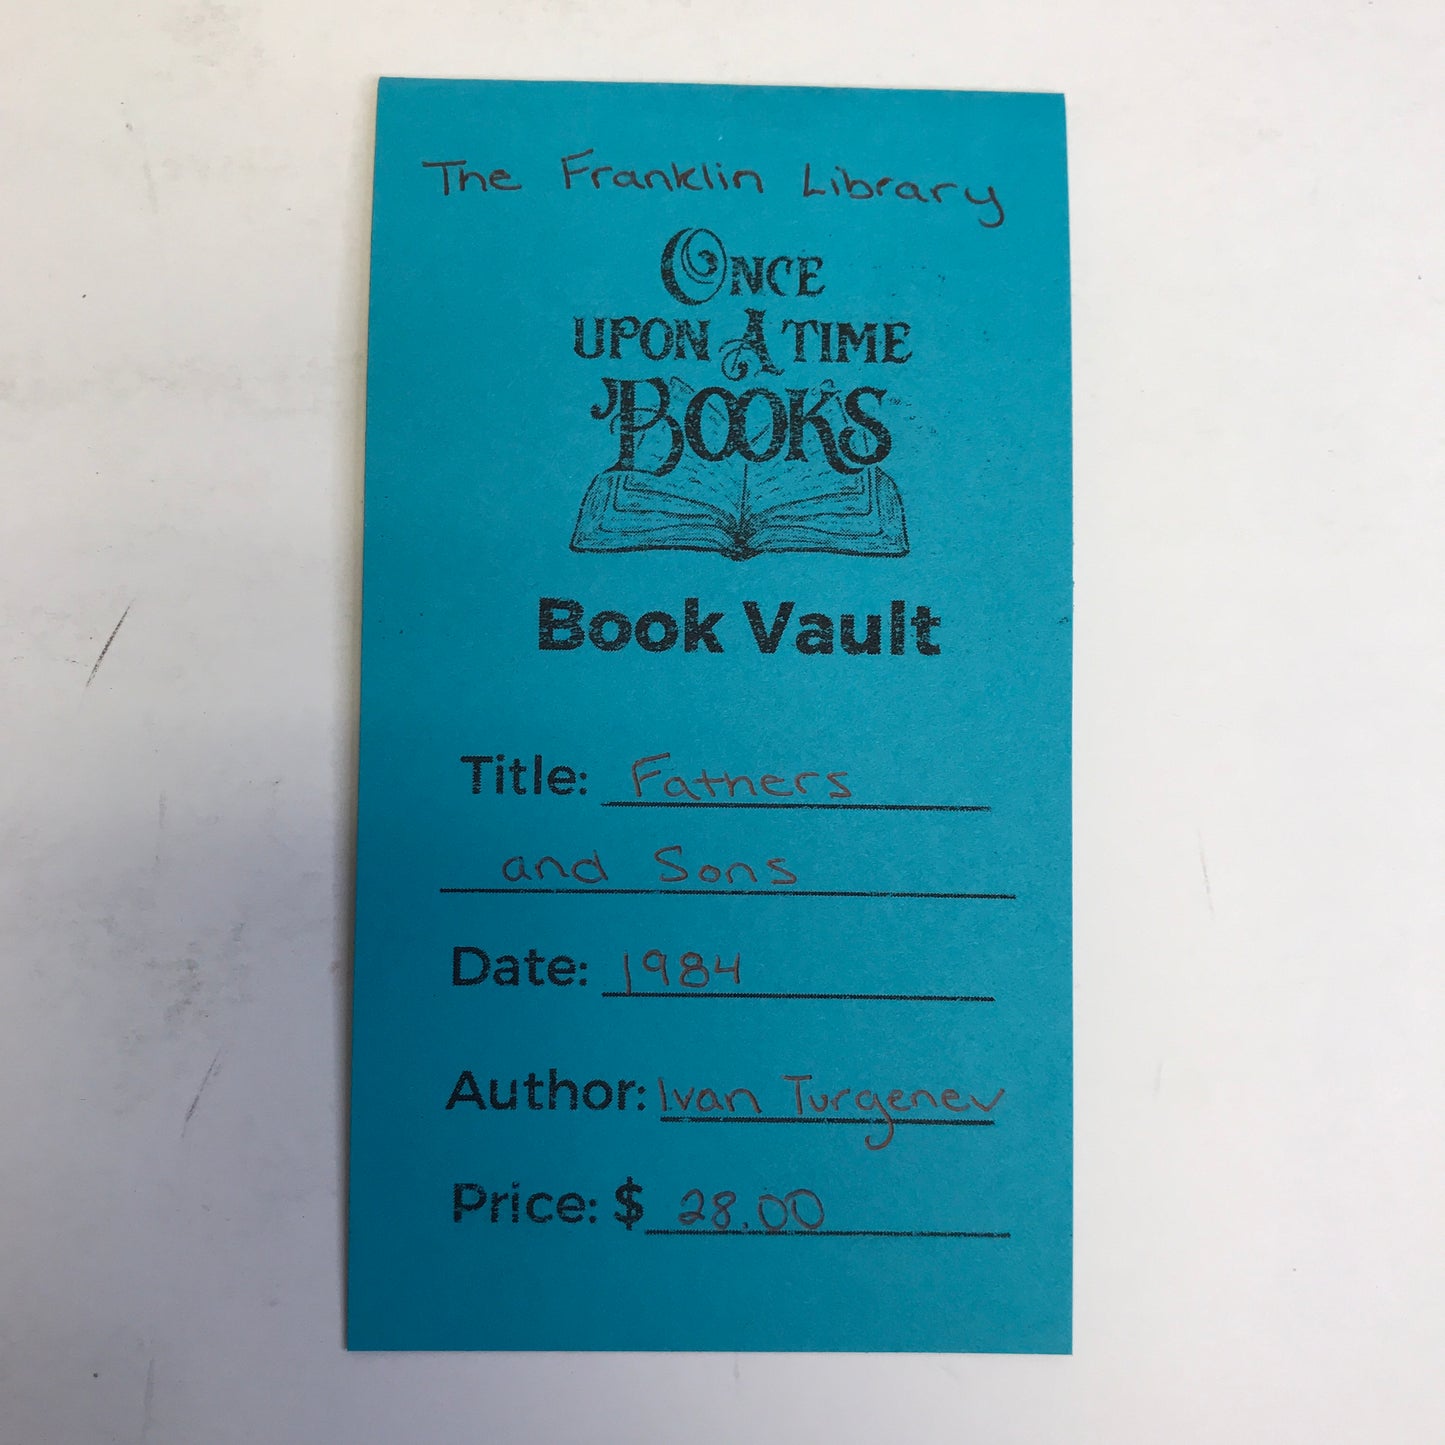 The Franklin Library
ONCE
UPON A TIME
BOOKS
Book Vault
Title: Fathers
and Sons
Date: 1984
Author: Ivan Turgenev
Price: $ 28.00